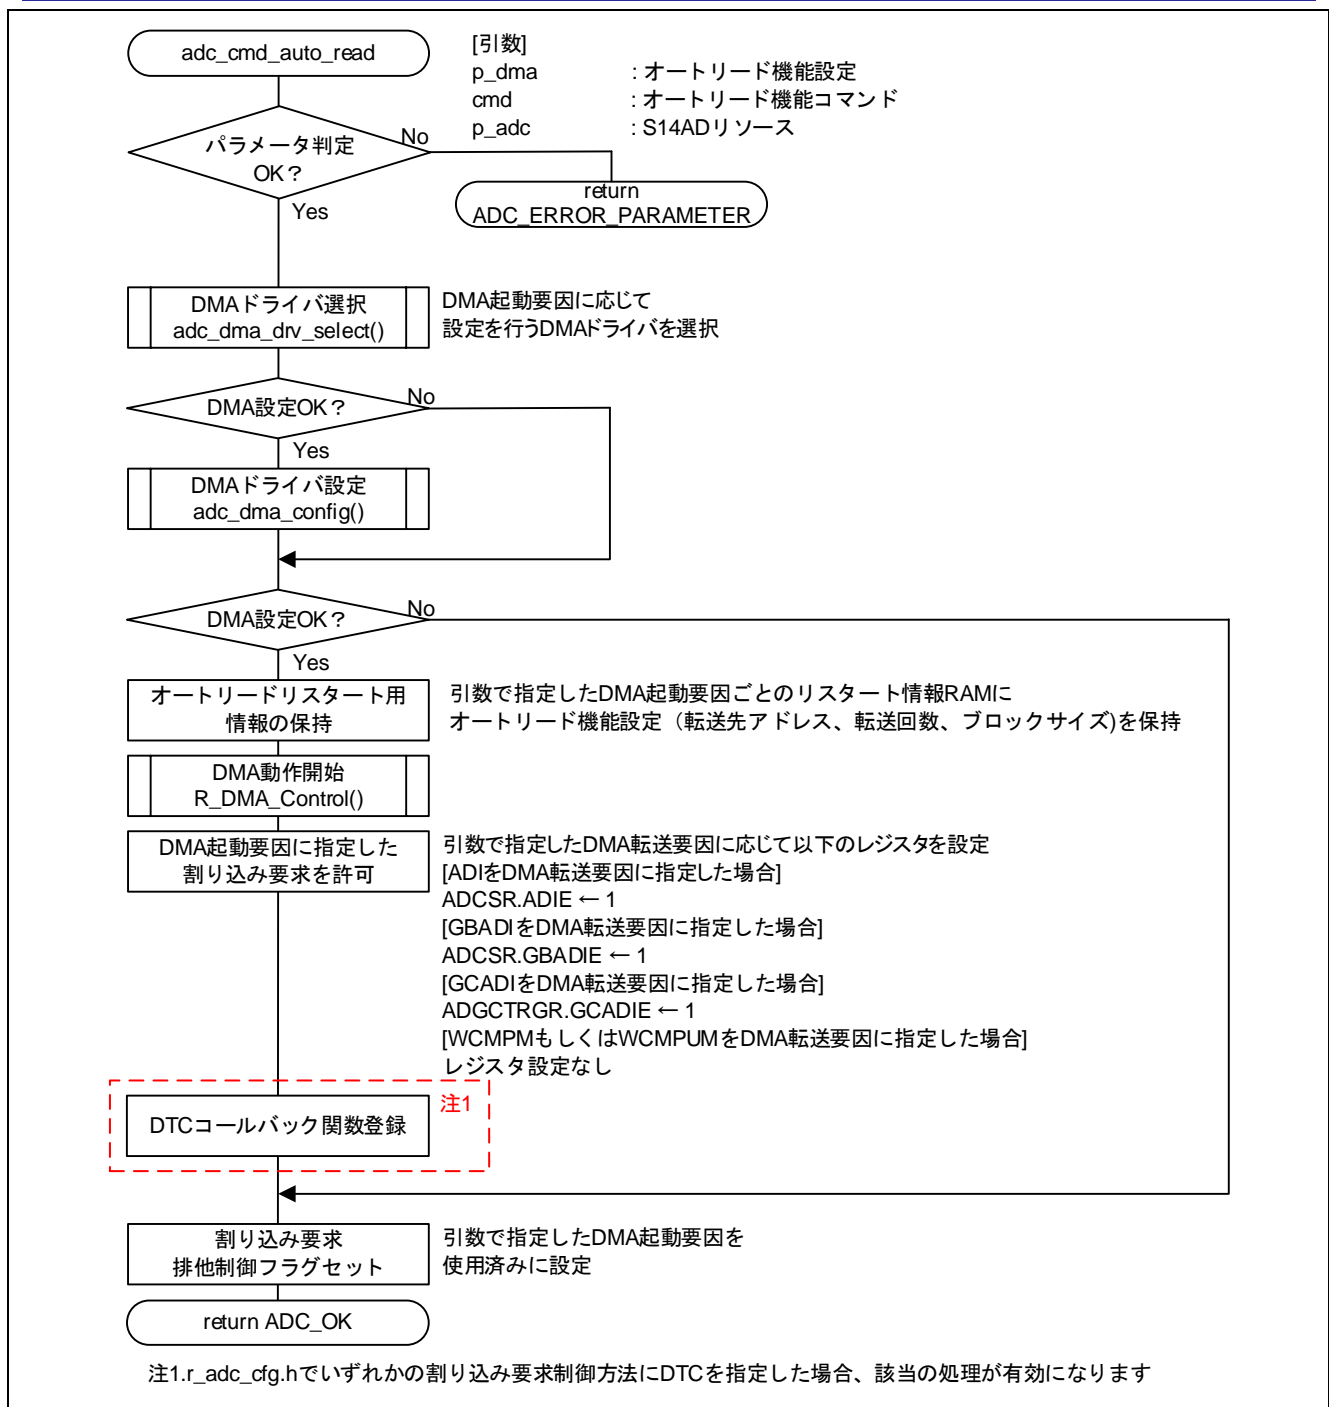 adc_cmd_auto_read
[引数]
p_dma : オートリード機能設定
cmd : オートリード機能コマンド
p_adc : S14ADリソース
パラメータ判定
OK?
No
Yes
return
ADC_ERROR_PARAMETER
DMAドライバ選択
adc_dma_drv_select()
DMA起動要因に応じて
設定を行うDMAドライバを選択
DMA設定OK?
No
Yes
DMAドライバ設定
adc_dma_config()
DMA設定OK?
No
Yes
オートリードリスタート用
情報の保持
引数で指定したDMA起動要因ごとのリスタート情報RAMに
オートリード機能設定（転送先アドレス、転送回数、ブロックサイズ)を保持
DMA動作開始
R_DMA_Control()
DMA起動要因に指定した
割り込み要求を許可
引数で指定したDMA転送要因に応じて以下のレジスタを設定
[ADIをDMA転送要因に指定した場合]
ADCSR.ADIE ← 1
[GBADIをDMA転送要因に指定した場合]
ADCSR.GBADIE ← 1
[GCADIをDMA転送要因に指定した場合]
ADGCTRGR.GCADIE ← 1
[WCMPMもしくはWCMPUMをDMA転送要因に指定した場合]
レジスタ設定なし
注1
DTCコールバック関数登録
割り込み要求
排他制御フラグセット
引数で指定したDMA起動要因を
使用済みに設定
return ADC_OK
注1.r_adc_cfg.hでいずれかの割り込み要求制御方法にDTCを指定した場合、該当の処理が有効になります